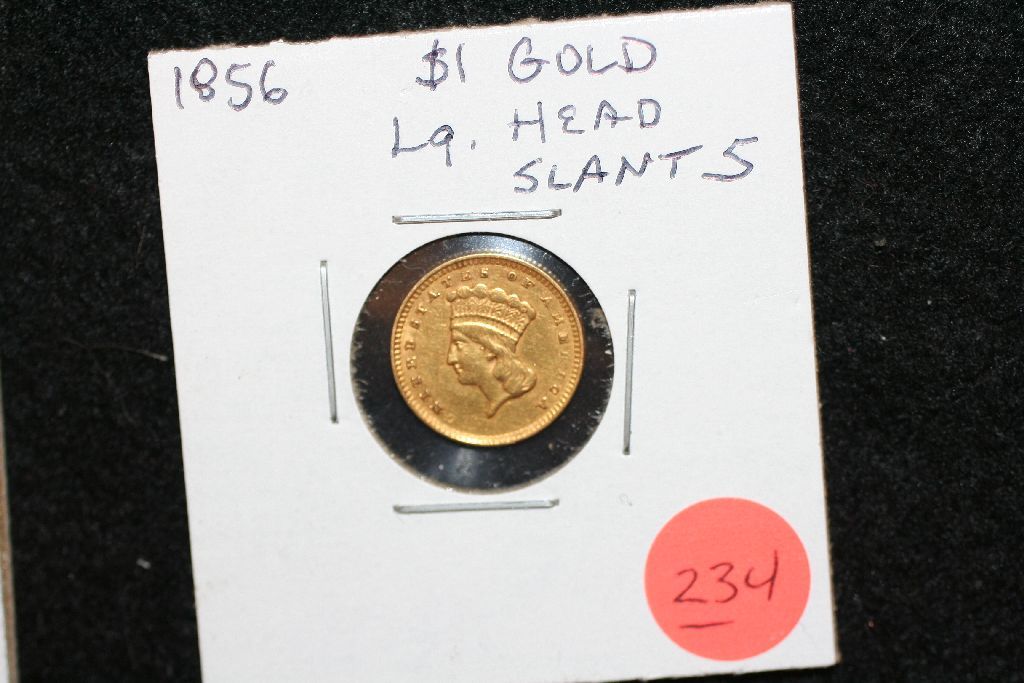 1856 $1 GOLD
Lg. HEAD
SLANT 5
UNITED STATES OF AMERICA
234